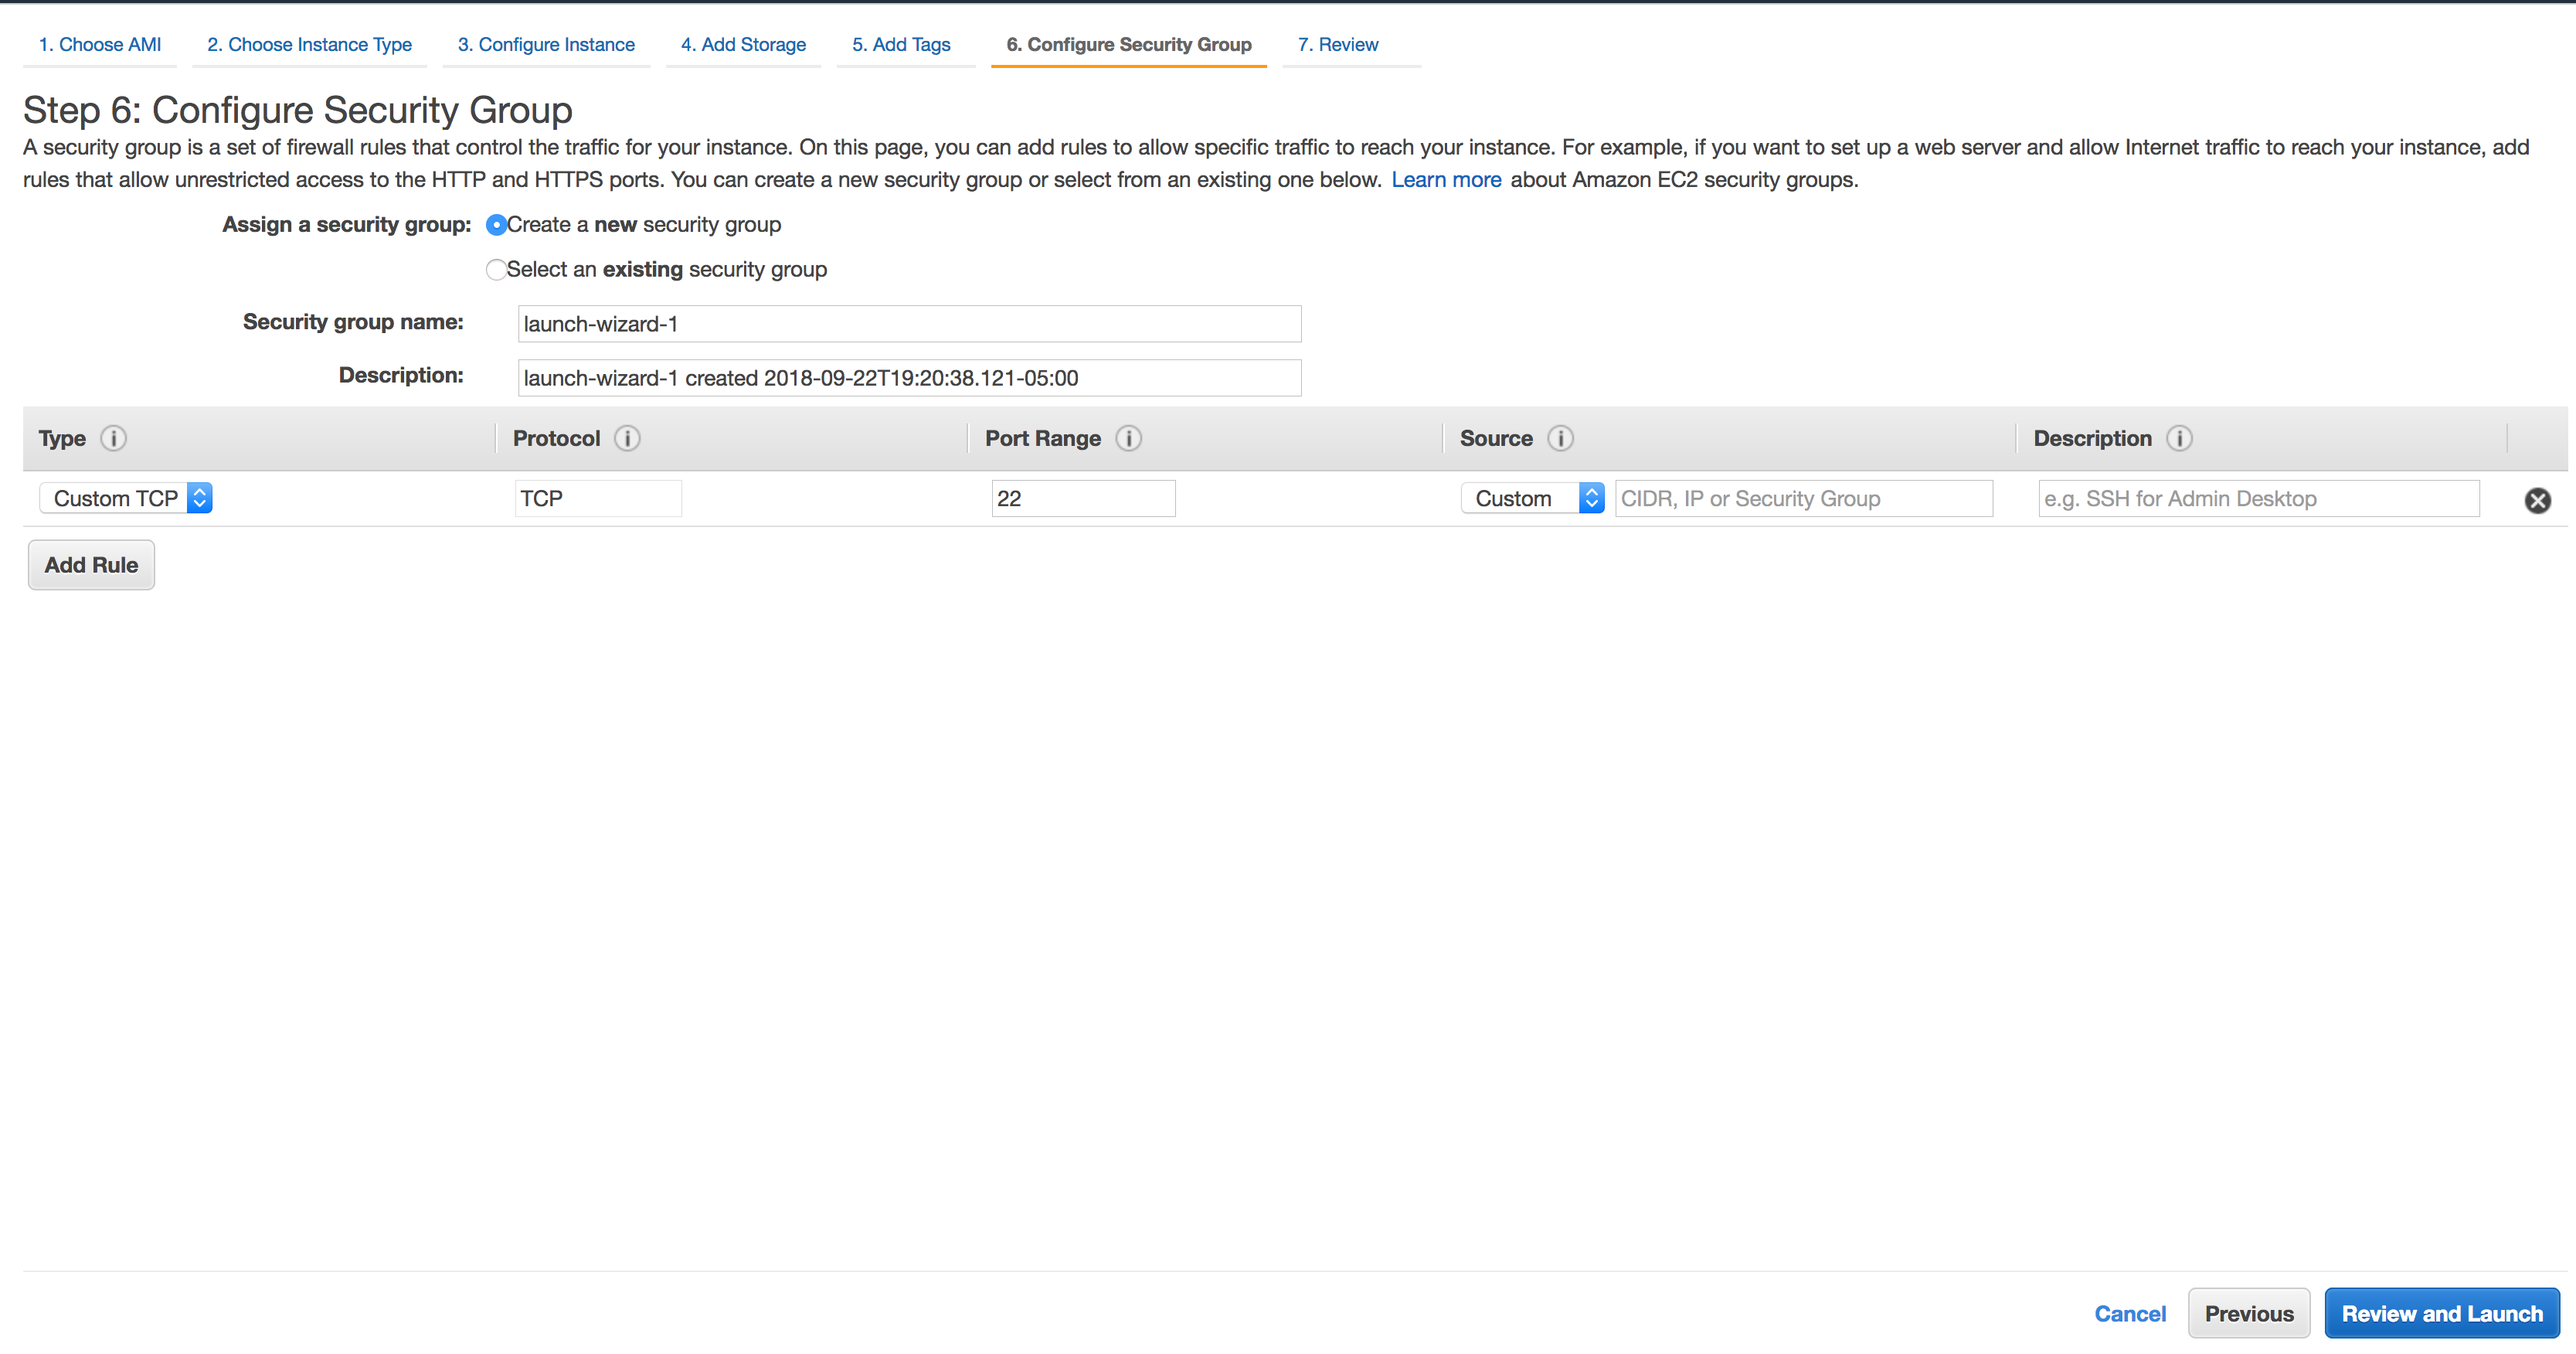 1. Choose AMI 2. Choose Instance Type 3. Configure Instance 4. Add Storage 5. Add Tags 6. Configure Security Group 7. Review
Step 6: Configure Security Group
A security group is a set of firewall rules that control the traffic for your instance. On this page, you can add rules to allow specific traffic to reach your instance. For example, if you want to set up a web server and allow Internet traffic to reach your instance, add
rules that allow unrestricted access to the HTTP and HTTPS ports. You can create a new security group or select from an existing one below. Learn more about Amazon EC2 security groups.
Assign a security group: Create a new security group
Select an existing security group
Security group name: launch-wizard-1
Description: launch-wizard-1 created 2018-09-22T19:20:38.121-05:00
Type Protocol Port Range Source Description
Custom TCP TCP 22 Custom CIDR, IP or Security Group e.g. SSH for Admin Desktop
Add Rule
Cancel Previous Review and Launch